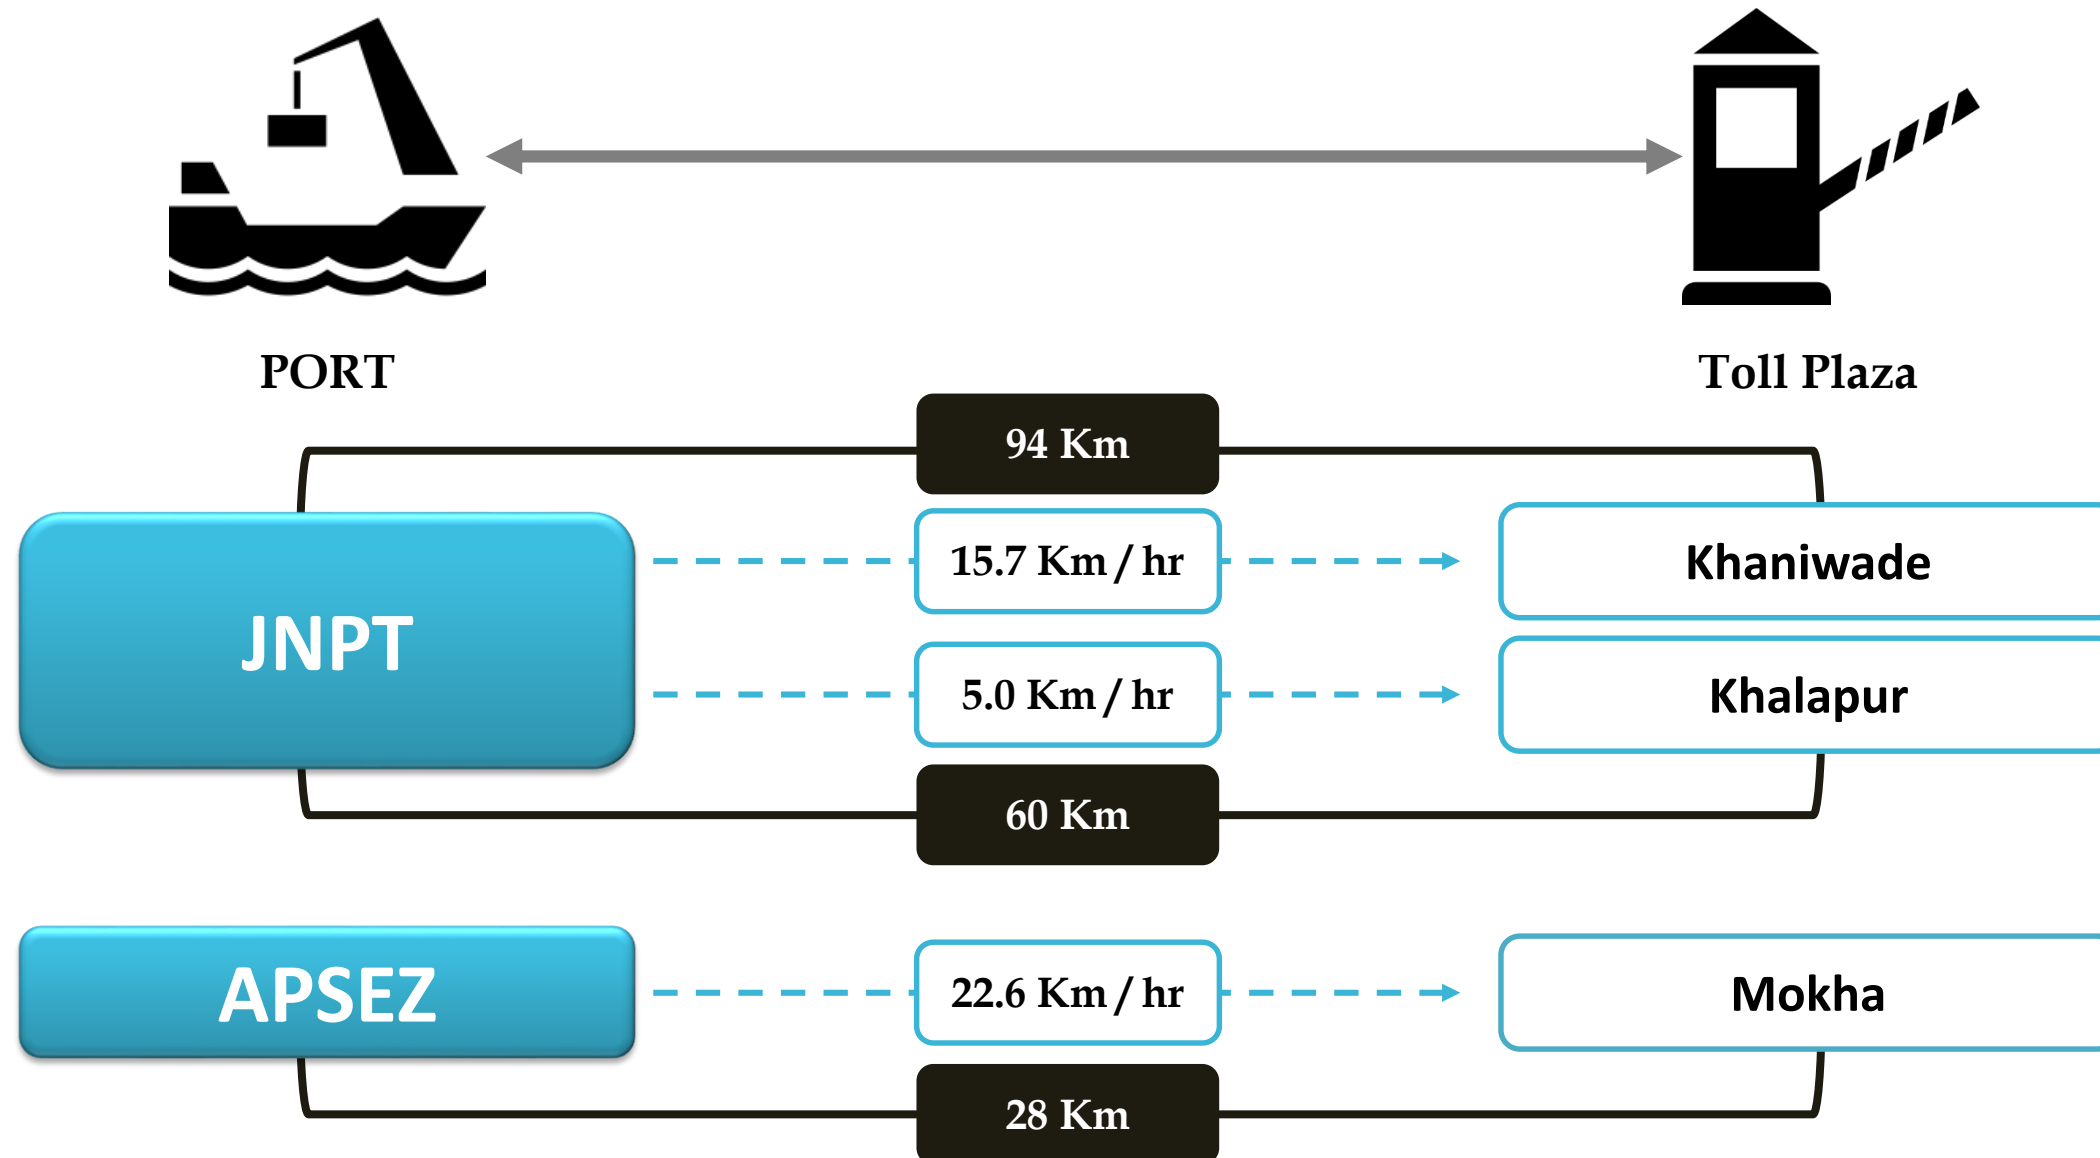 PORT
Toll Plaza
94 Km
JNPT
15.7 Km / hr
Khaniwade
5.0 Km / hr
Khalapur
60 Km
APSEZ
22.6 Km / hr
Mokha
28 Km